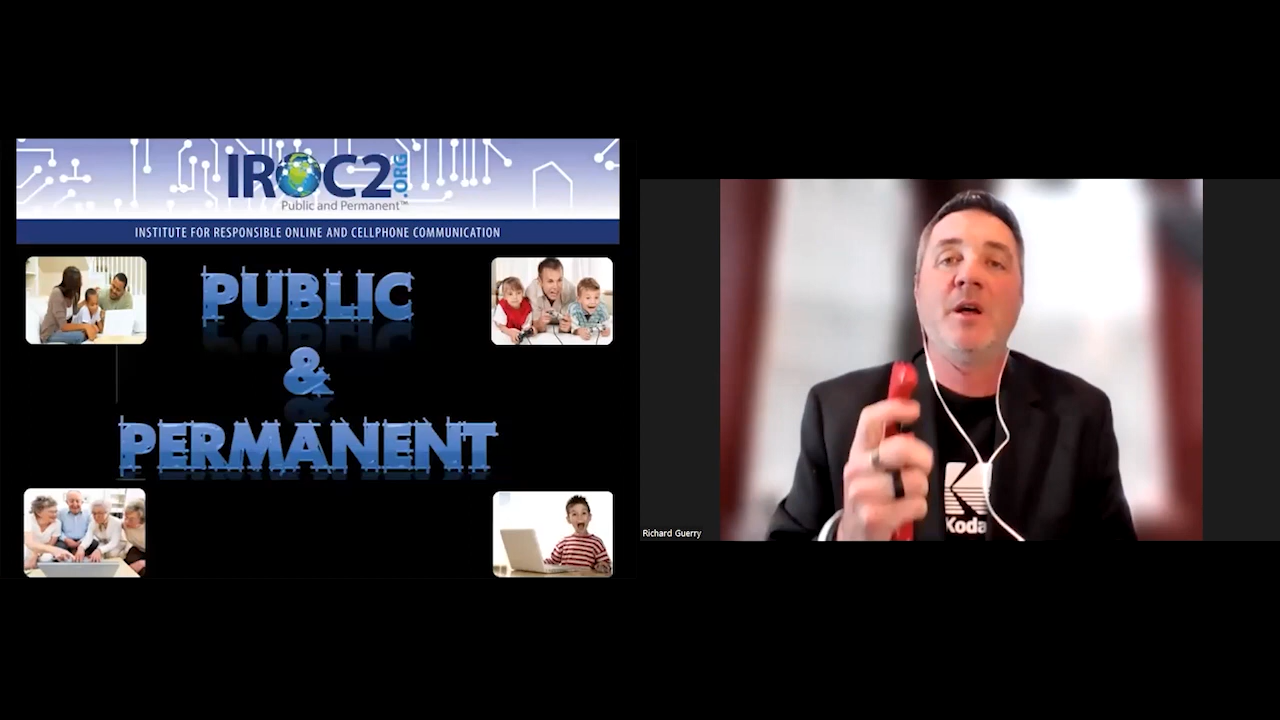 IROC2.ORG
Public and Permanent™
INSTITUTE FOR RESPONSIBLE ONLINE AND CELLPHONE COMMUNICATION
PUBLIC
&
PERMANENT
Koda
Richard Guerry